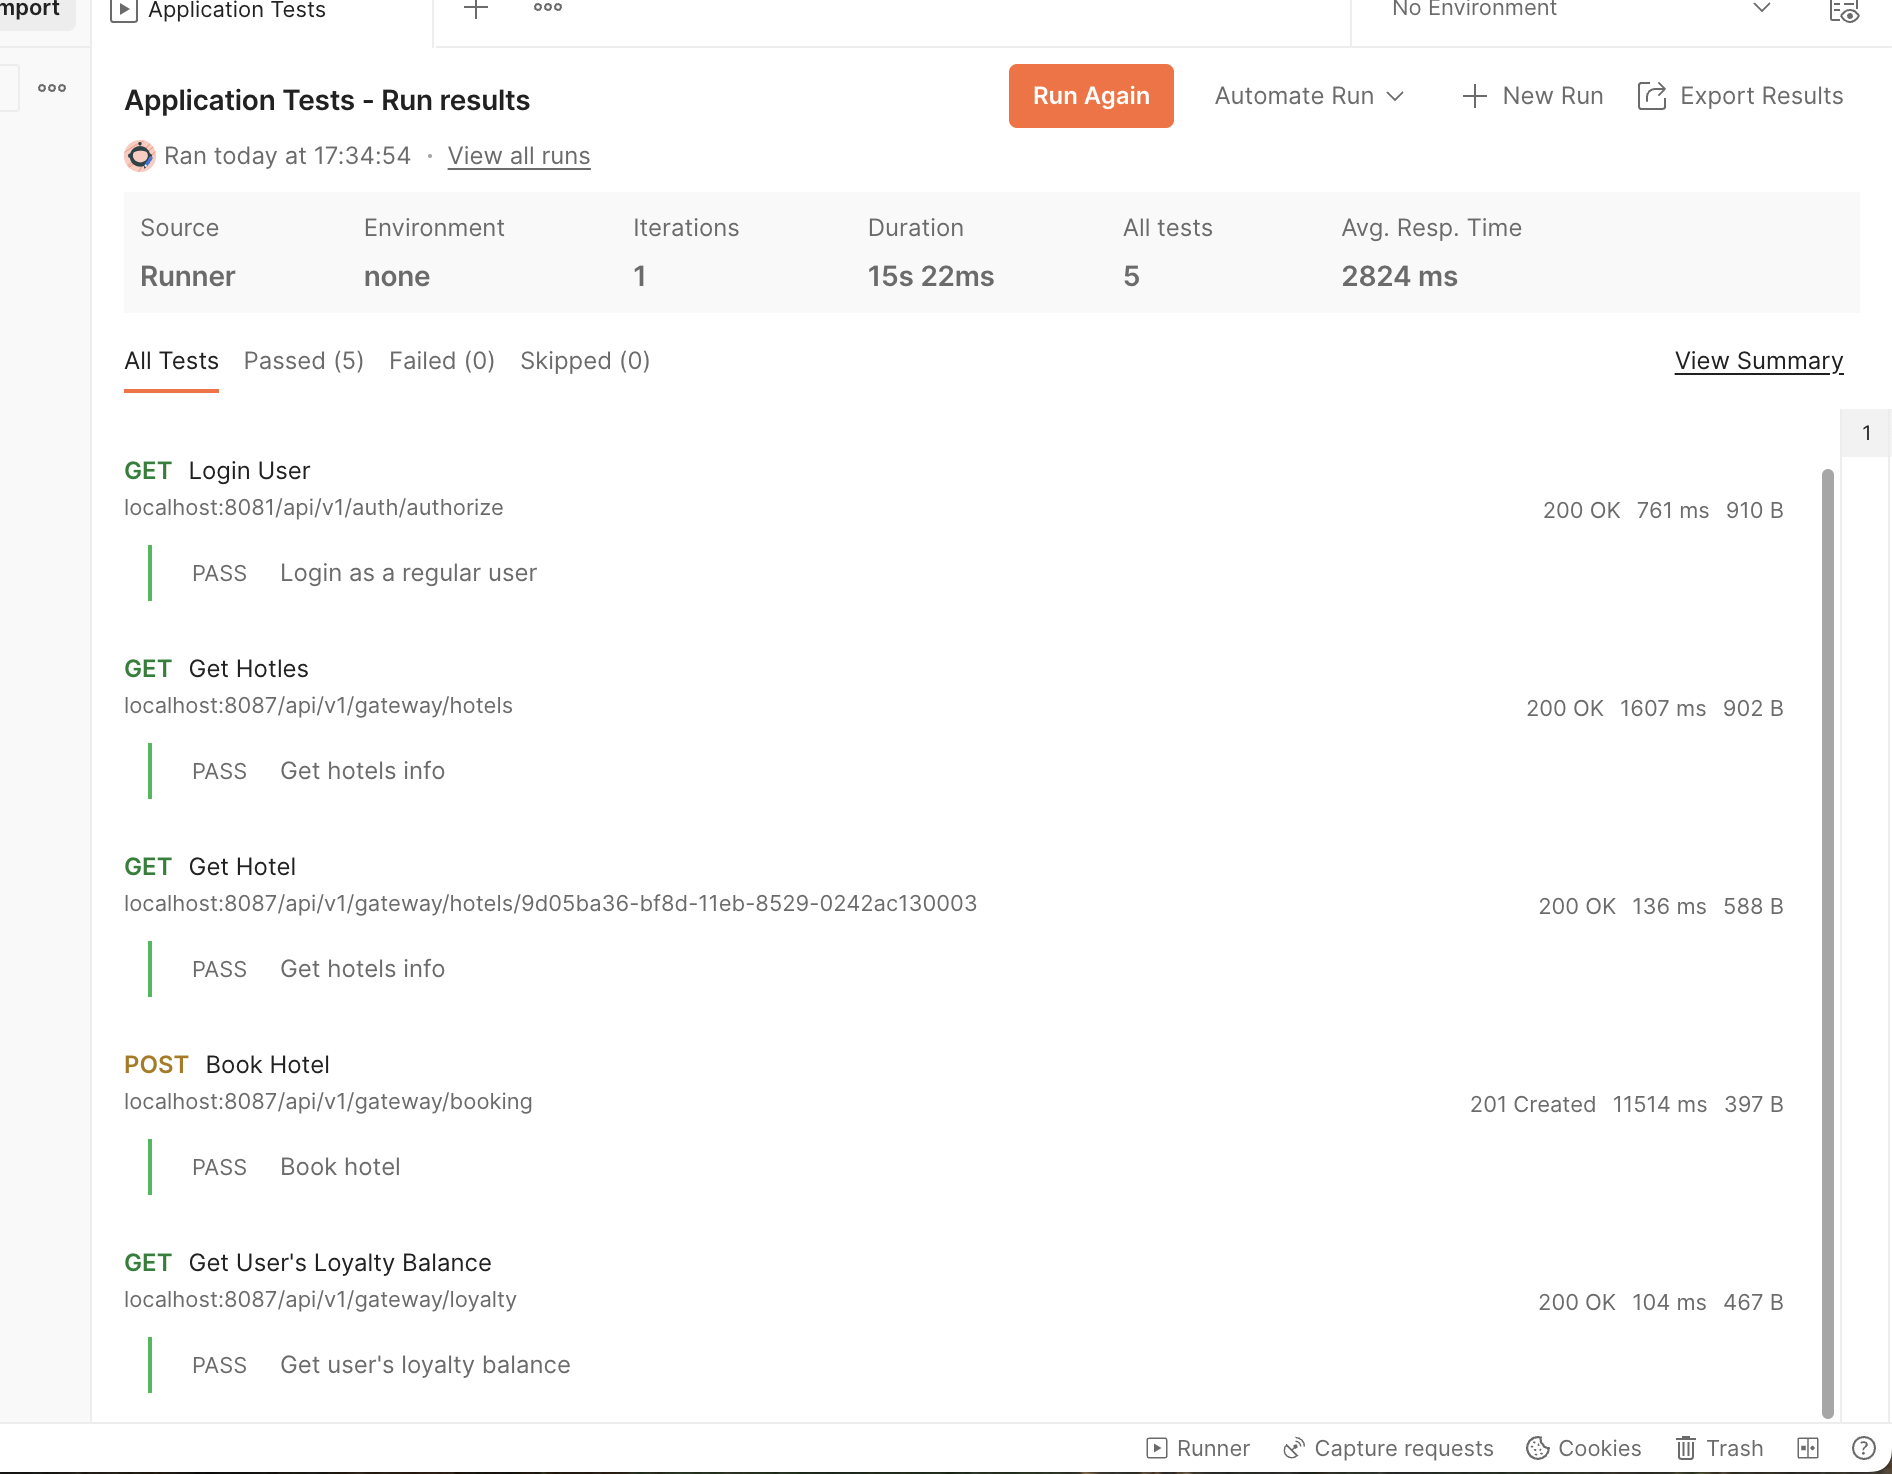 mport
Application Tests
No Environment
Application Tests - Run results
Run Again
Automate Run
New Run
Export Results
Ran today at 17:34:54 · View all runs
Source Environment Iterations Duration All tests Avg. Resp. Time
Runner none 1 15s 22ms 5 2824 ms
All Tests Passed (5) Failed (0) Skipped (0) View Summary
1
GET Login User
localhost:8081/api/v1/auth/authorize
200 OK 761 ms 910 B
PASS Login as a regular user
GET Get Hotles
localhost:8087/api/v1/gateway/hotels
200 OK 1607 ms 902 B
PASS Get hotels info
GET Get Hotel
localhost:8087/api/v1/gateway/hotels/9d05ba36-bf8d-11eb-8529-0242ac130003
200 OK 136 ms 588 B
PASS Get hotels info
POST Book Hotel
localhost:8087/api/v1/gateway/booking
201 Created 11514 ms 397 B
PASS Book hotel
GET Get User's Loyalty Balance
localhost:8087/api/v1/gateway/loyalty
200 OK 104 ms 467 B
PASS Get user's loyalty balance
Runner Capture requests Cookies Trash